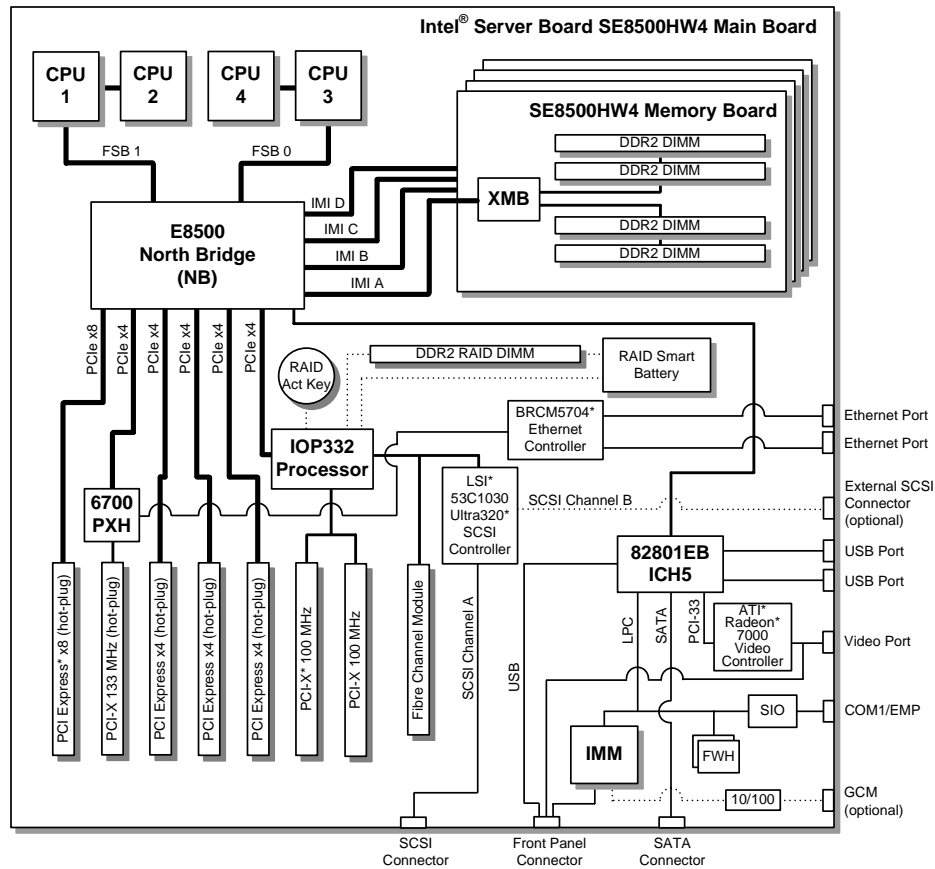 Intel® Server Board SE8500HW4 Main Board
CPU
1
CPU
2
CPU
4
CPU
3
FSB 1
FSB 0
SE8500HW4 Memory Board
DDR2 DIMM
DDR2 DIMM
XMB
DDR2 DIMM
DDR2 DIMM
E8500
North Bridge
(NB)
IMI D
IMI C
IMI B
IMI A
PCIe x8
PCIe x4
PCIe x4
PCIe x4
PCIe x4
PCIe x4
RAID
Act Key
DDR2 RAID DIMM
RAID Smart
Battery
BRCM5704*
Ethernet
Controller
Ethernet Port
Ethernet Port
IOP332
Processor
6700
PXH
LSI*
53C1030
Ultra320*
SCSI
Controller
SCSI Channel B
External SCSI
Connector
(optional)
82801EB
ICH5
USB Port
USB Port
PCI Express* x8 (hot-plug)
PCI-X 133 MHz (hot-plug)
PCI Express x4 (hot-plug)
PCI Express x4 (hot-plug)
PCI Express x4 (hot-plug)
PCI-X* 100 MHz
PCI-X 100 MHz
Fibre Channel Module
SCSI Channel A
USB
LPC
SATA
PCI-33
ATI*
Radeon*
7000
Video
Controller
Video Port
IMM
FWH
SIO
COM1/EMP
10/100
GCM
(optional)
SCSI
Connector
Front Panel
Connector
SATA
Connector